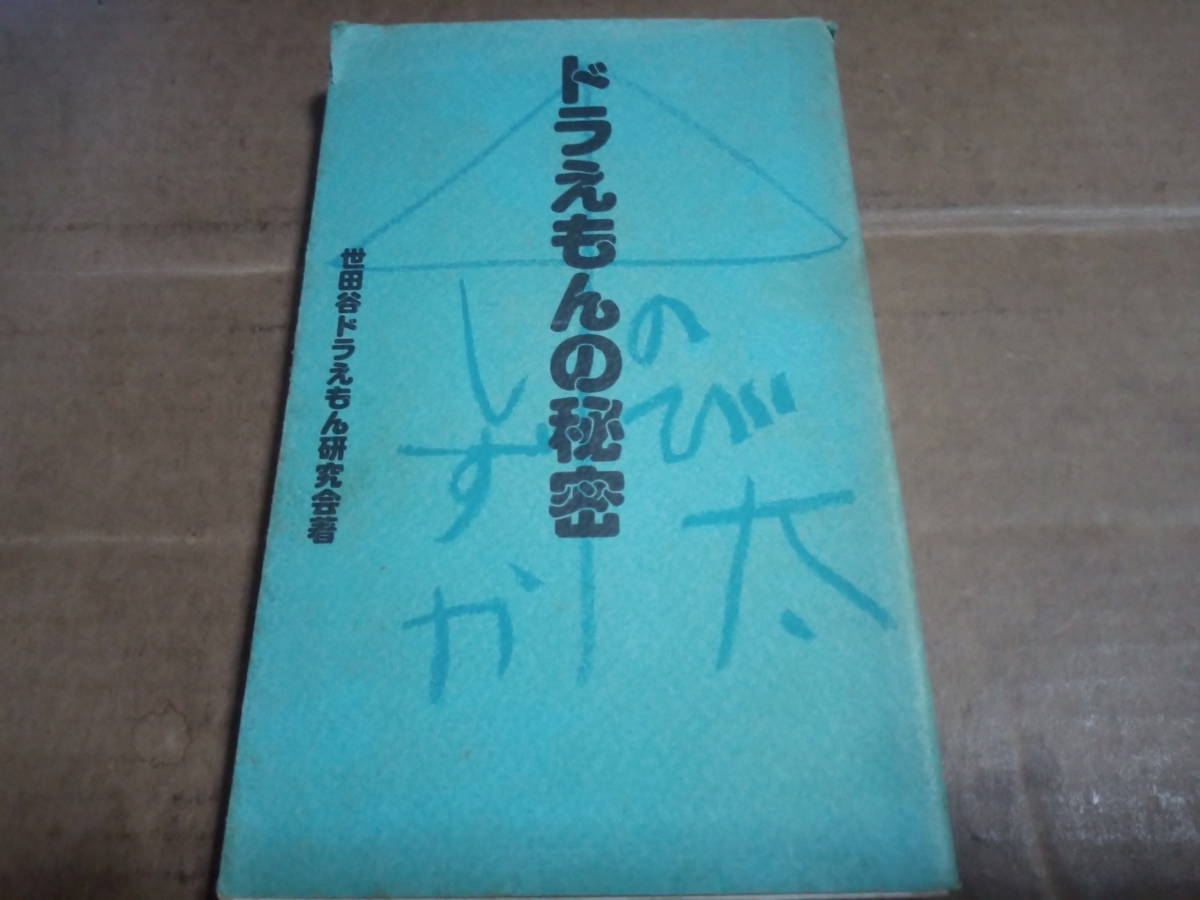 ドラえもんの秘密
世田谷ドラえもん研究会著
のび太
しずか